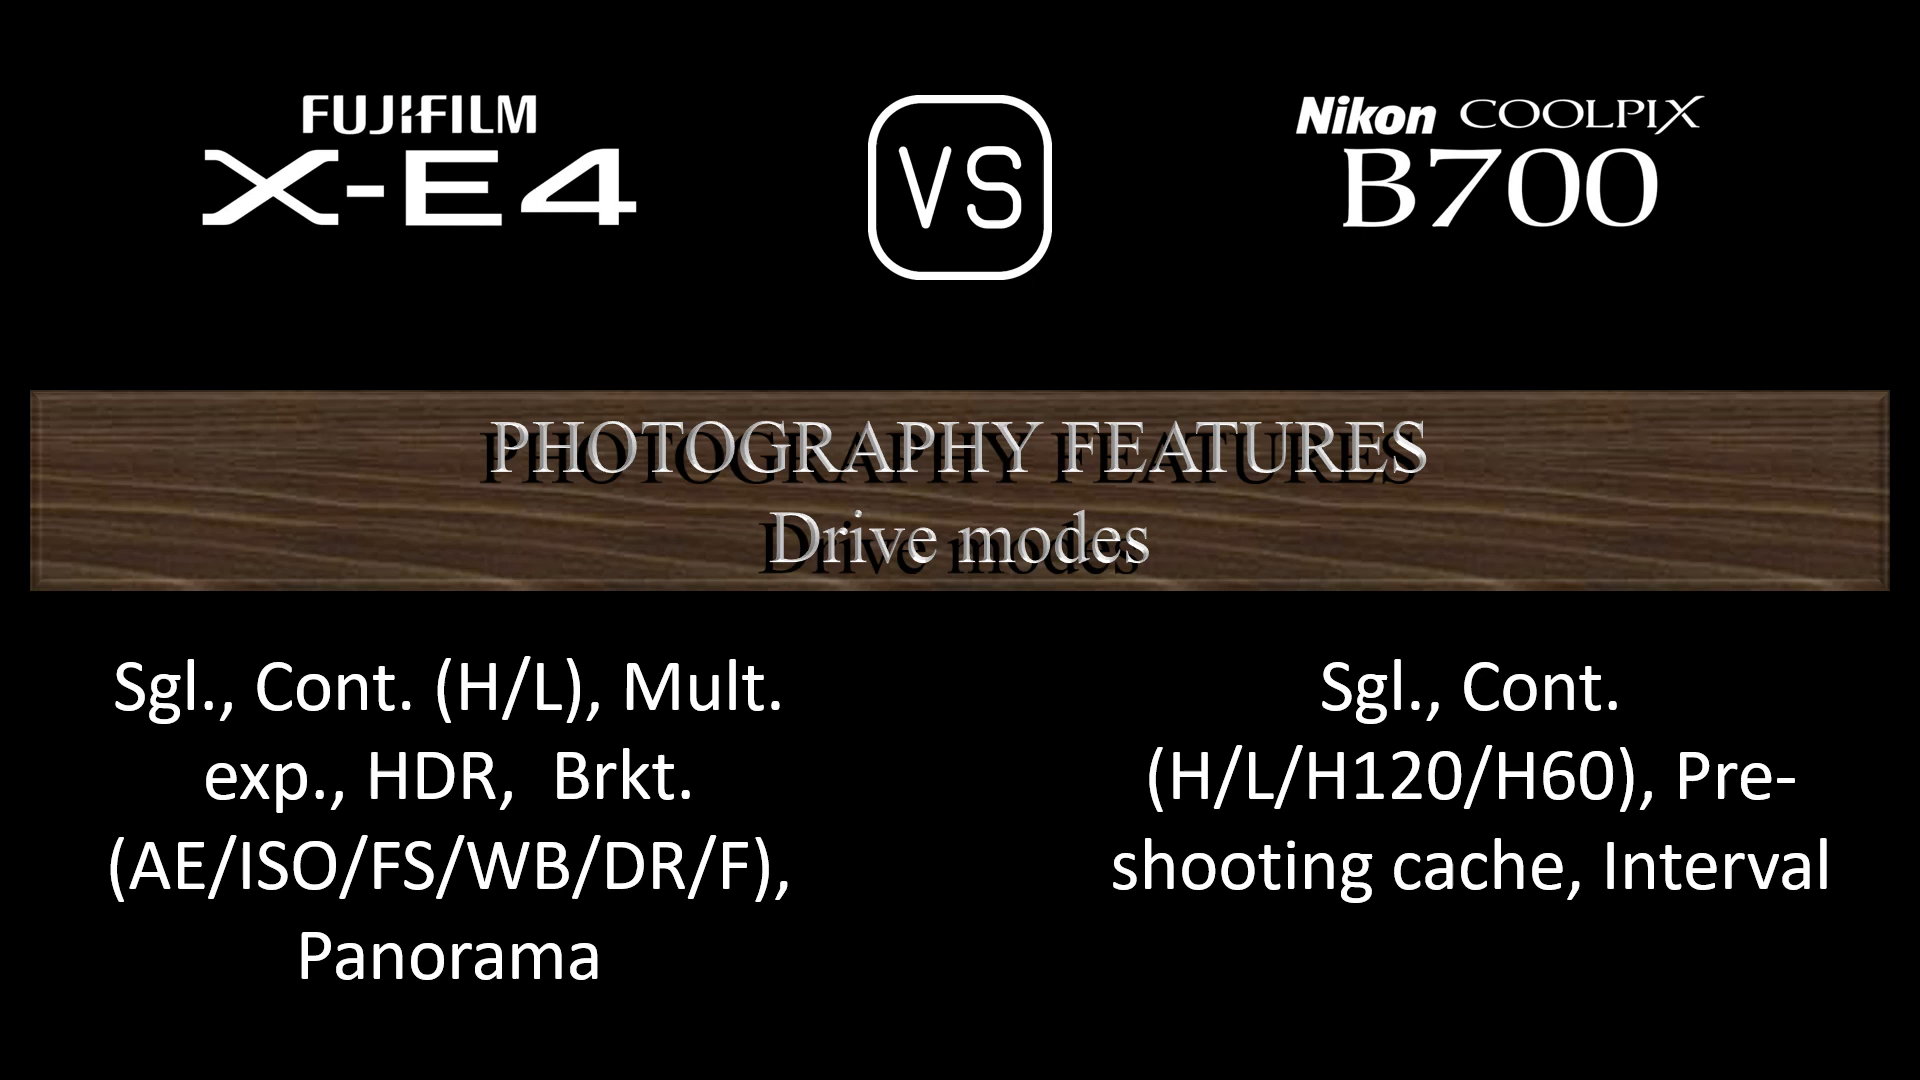 FUJIFILM
X-E4
VS
Nikon COOLPIX
B700
PHOTOGRAPHY FEATURES
Drive modes
Sgl., Cont. (H/L), Mult.
exp., HDR,  Brkt.
(AE/ISO/FS/WB/DR/F),
Panorama
Sgl., Cont.
(H/L/H120/H60), Pre-
shooting cache, Interval